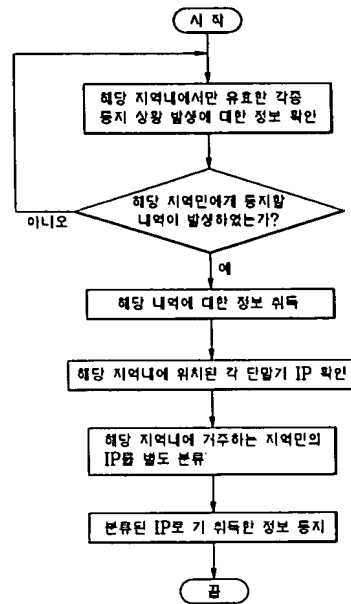 시 작
해당 지역내에서만 유효한 각종
통지 상황 발생에 대한 정보 확인
해당 지역민에게 통지할
내역이 발생하였는가?
아니오
예
해당 내역에 대한 정보 취득
해당 지역내에 위치된 각 단말기 IP 확인
해당 지역내에 거주하는 지역민의
IP를 별도 분류
분류된 IP로 기 취득한 정보 통지
끝